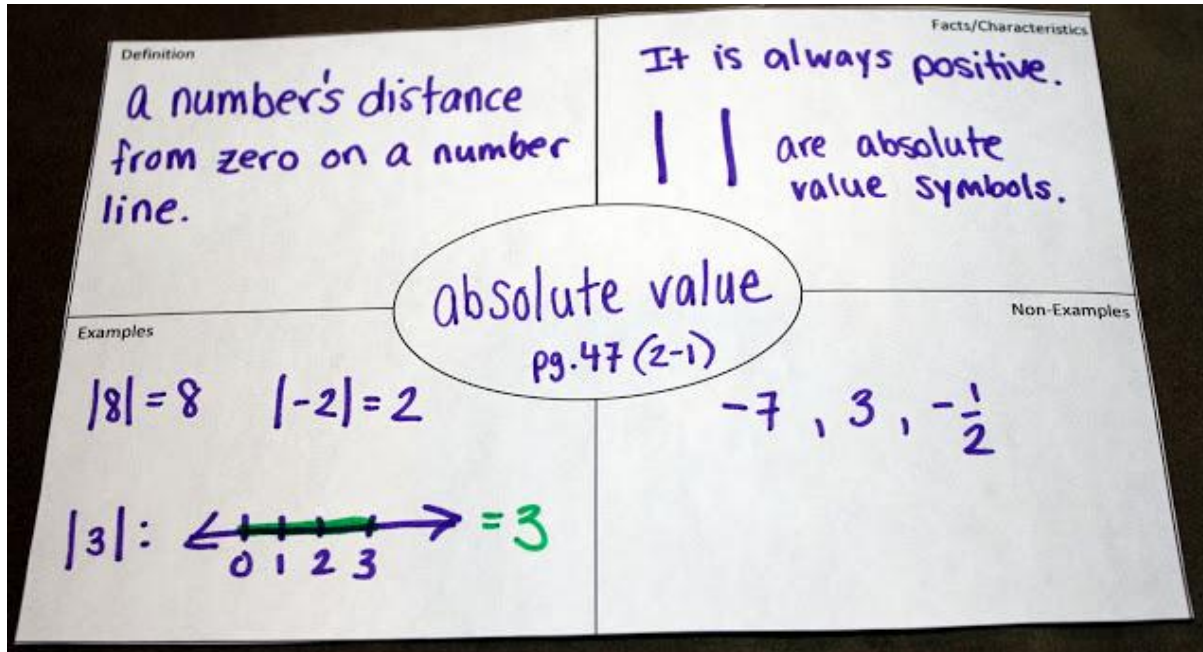 Definition
a number's distance
from zero on a number
line.
Facts/Characteristics
It is always positive.
| | are absolute
value symbols.
absolute value
pg.47 (2-1)
Examples
|8| = 8 |-2| = 2
|3|: = 3
0 1 2 3
Non-Examples
-7, 3, -1/2